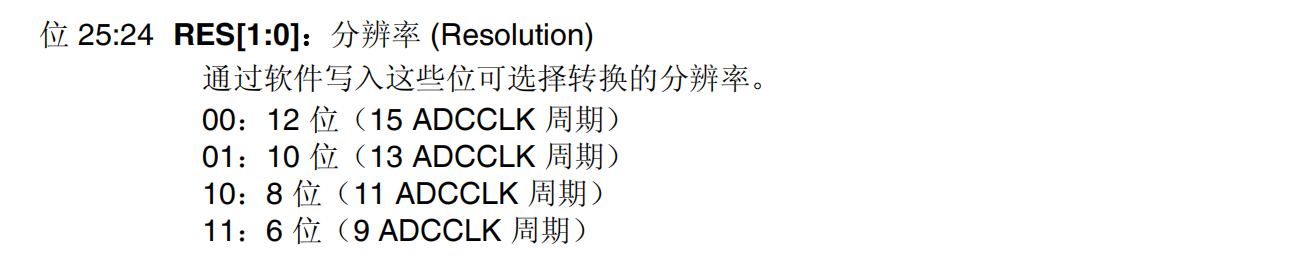 位 25:24 RES[1:0]：分辨率 (Resolution)
通过软件写入这些位可选择转换的分辨率。
00：12 位（15 ADCCLK 周期）
01：10 位（13 ADCCLK 周期）
10：8 位（11 ADCCLK 周期）
11：6 位（9 ADCCLK 周期）